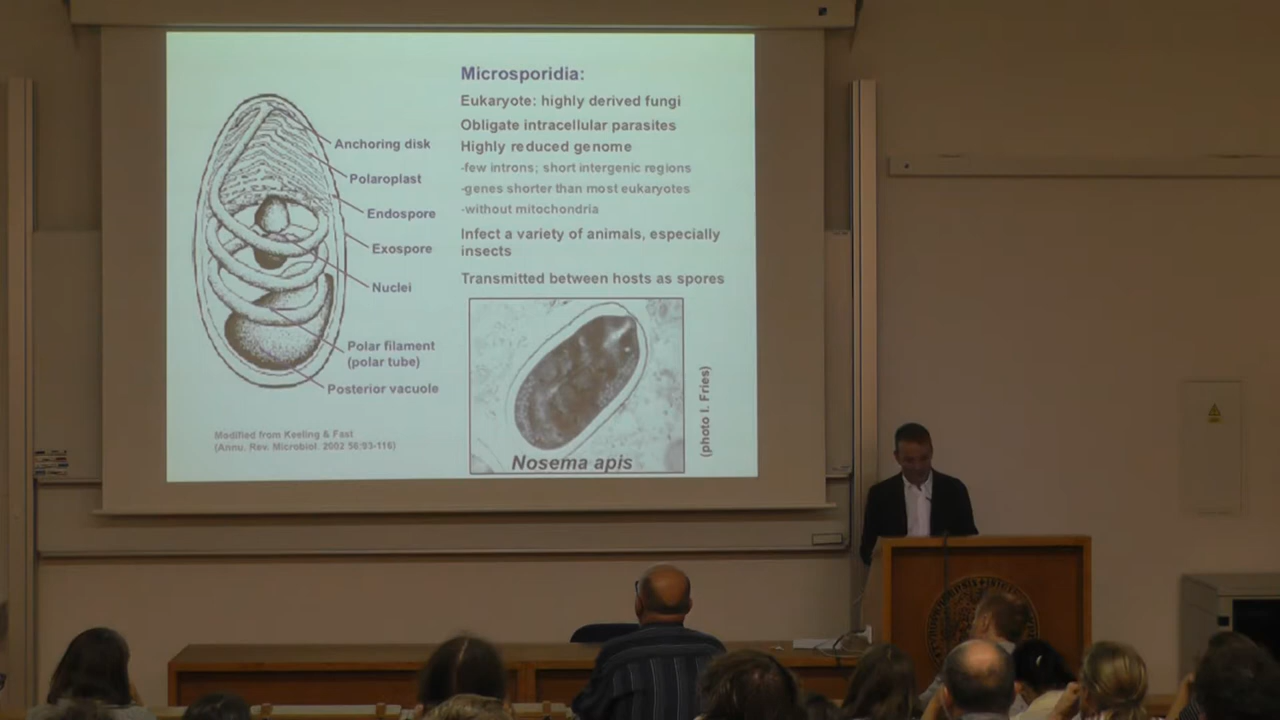 Microsporidia:
Eukaryote: highly derived fungi
Obligate intracellular parasites
Highly reduced genome
-few introns; short intergenic regions
-genes shorter than most eukaryotes
-without mitochondria
Infect a variety of animals, especially
insects
Transmitted between hosts as spores
Anchoring disk
Polaroplast
Endospore
Exospore
Nuclei
Polar filament
(polar tube)
Posterior vacuole
Modified from Keeling & Fast
(Annu. Rev. Microbiol. 2002 56:93-116)
Nosema apis
(photo I. Fries)